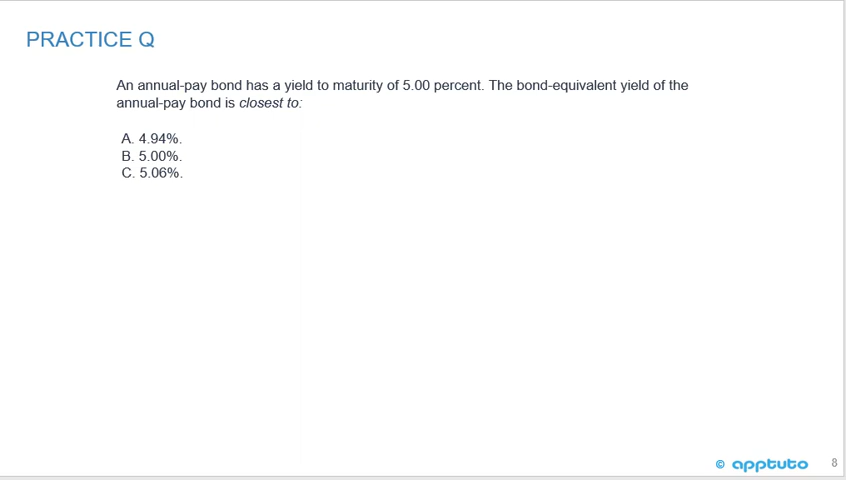 PRACTICE Q
An annual-pay bond has a yield to maturity of 5.00 percent. The bond-equivalent yield of the
annual-pay bond is closest to:
A. 4.94%.
B. 5.00%.
C. 5.06%.
© apptuto
8